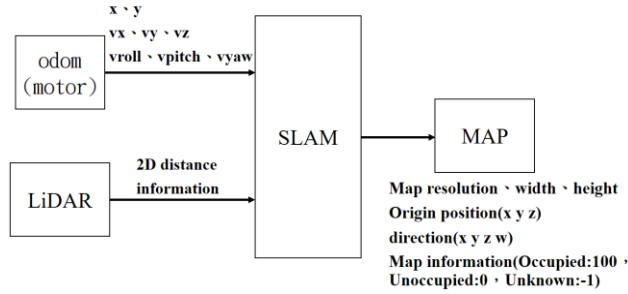 x、y
vx、vy、vz
vroll、vpitch、vyaw
odom
(motor)
SLAM
MAP
2D distance
information
LiDAR
Map resolution、width、height
Origin position(x y z)
direction(x y z w)
Map information(Occupied:100，
Unoccupied:0，Unknown:-1)